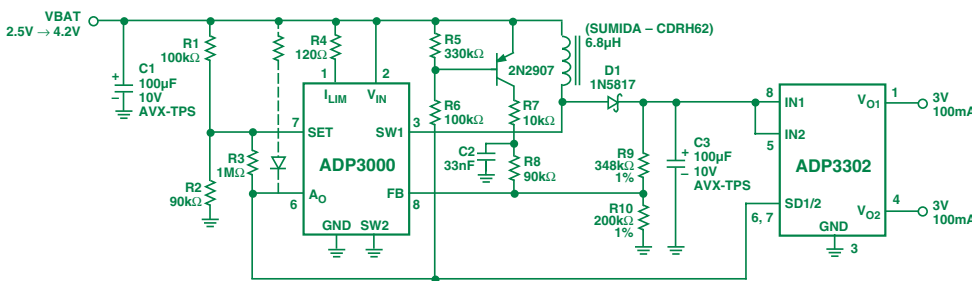 VBAT
2.5V → 4.2V
C1
100µF
10V
AVX-TPS
R1
100kΩ
R2
90kΩ
R3
1MΩ
R4
120Ω
1
2
ILIM
VIN
7
SET
SW1
3
ADP3000
AO
6
FB
8
GND
SW2
R5
330kΩ
R6
100kΩ
2N2907
R7
10kΩ
C2
33nF
R8
90kΩ
(SUMIDA – CDRH62)
6.8µH
D1
1N5817
R9
348kΩ
1%
R10
200kΩ
1%
C3
100µF
10V
AVX-TPS
8
IN1
VO1
1
3V
100mA
IN2
5
ADP3302
SD1/2
6, 7
VO2
4
3V
100mA
GND
3